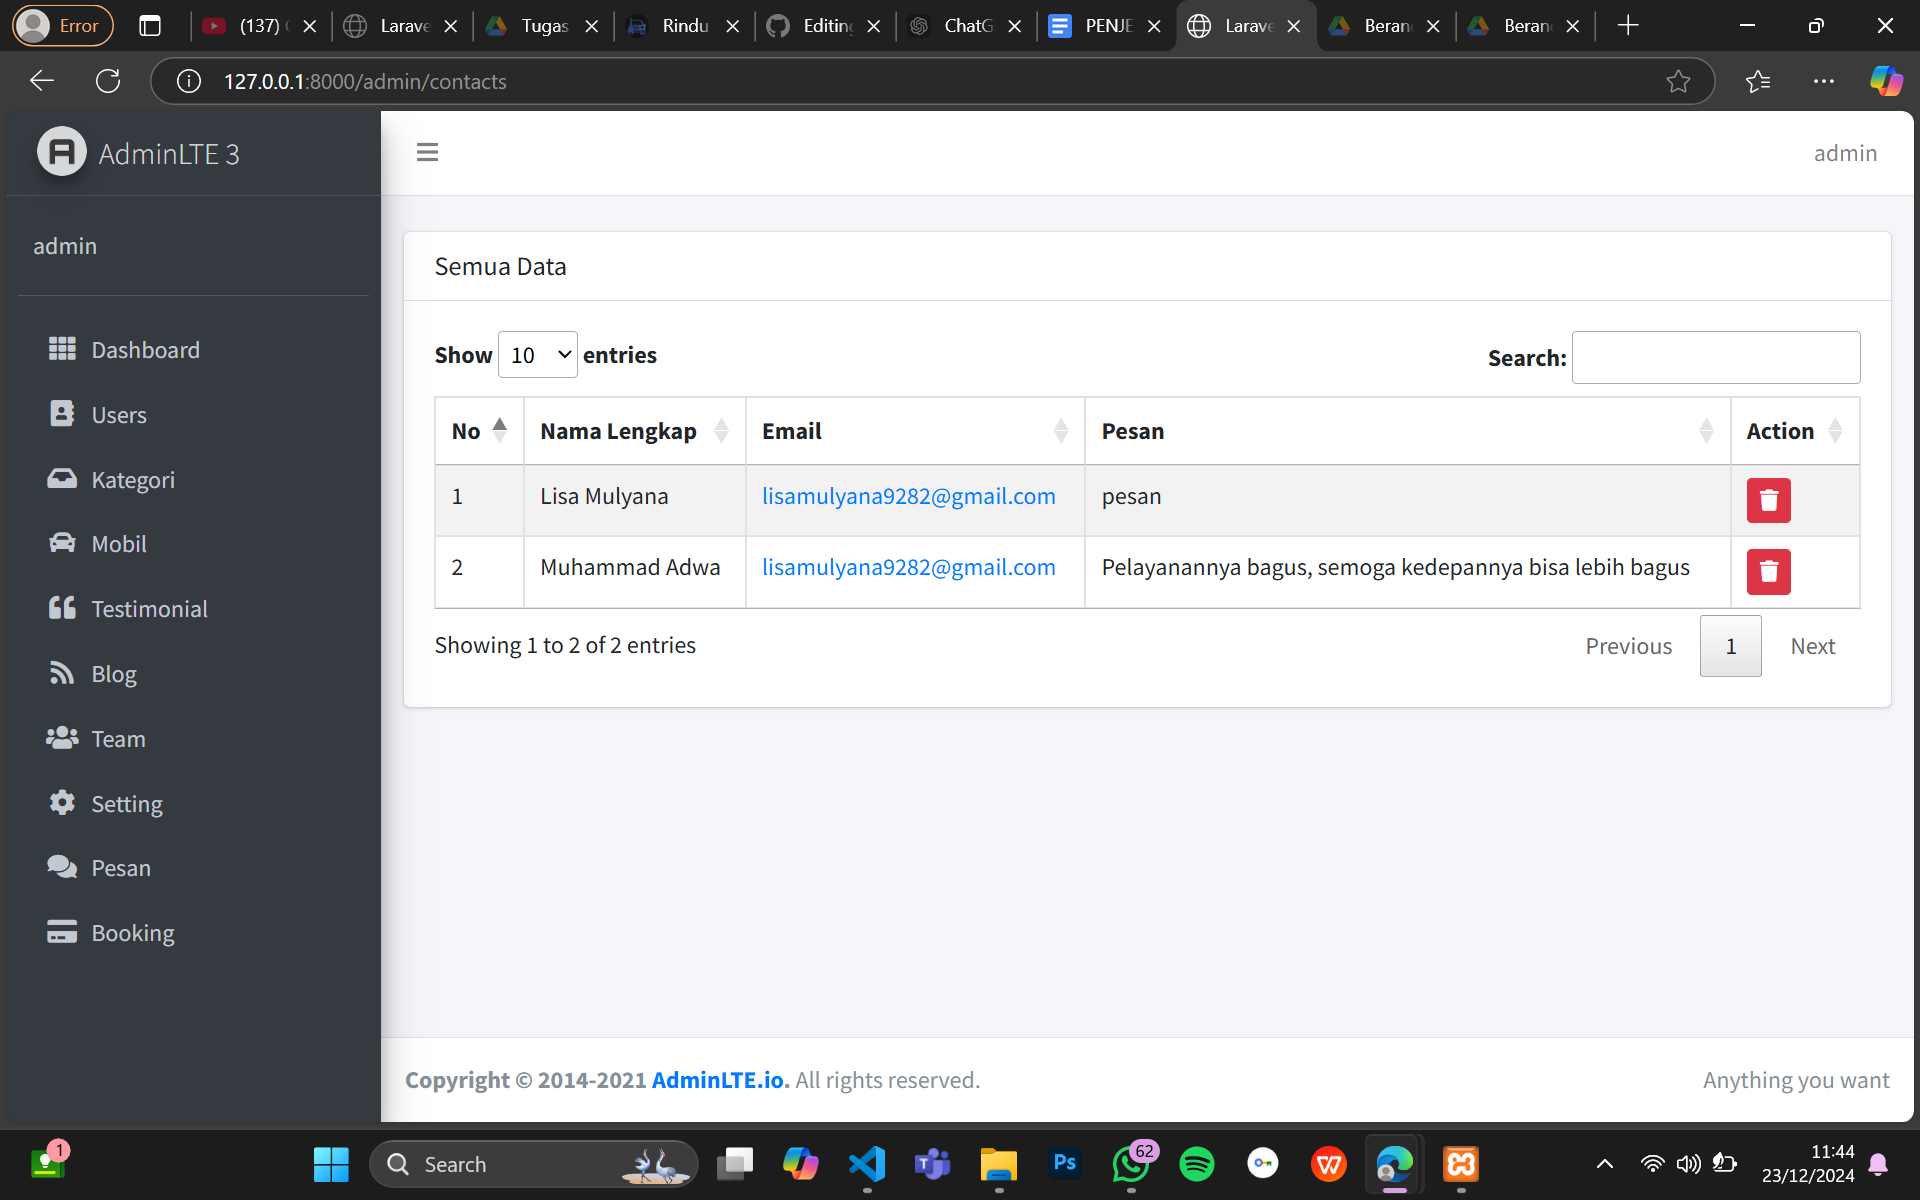 Error (137) Larave Tugas Rindu Editin ChatG PENJE Larave Beran Beran
127.0.0.1:8000/admin/contacts
AdminLTE 3
admin
admin
Dashboard
Users
Kategori
Mobil
Testimonial
Blog
Team
Setting
Pesan
Booking
Semua Data
Show 10 entries Search:
No Nama Lengkap Email Pesan Action
1 Lisa Mulyana lisamulyana9282@gmail.com pesan
2 Muhammad Adwa lisamulyana9282@gmail.com Pelayanannya bagus, semoga kedepannya bisa lebih bagus
Showing 1 to 2 of 2 entries Previous 1 Next
Copyright © 2014-2021 AdminLTE.io. All rights reserved. Anything you want
1 Search Ps 62 11:44
23/12/2024